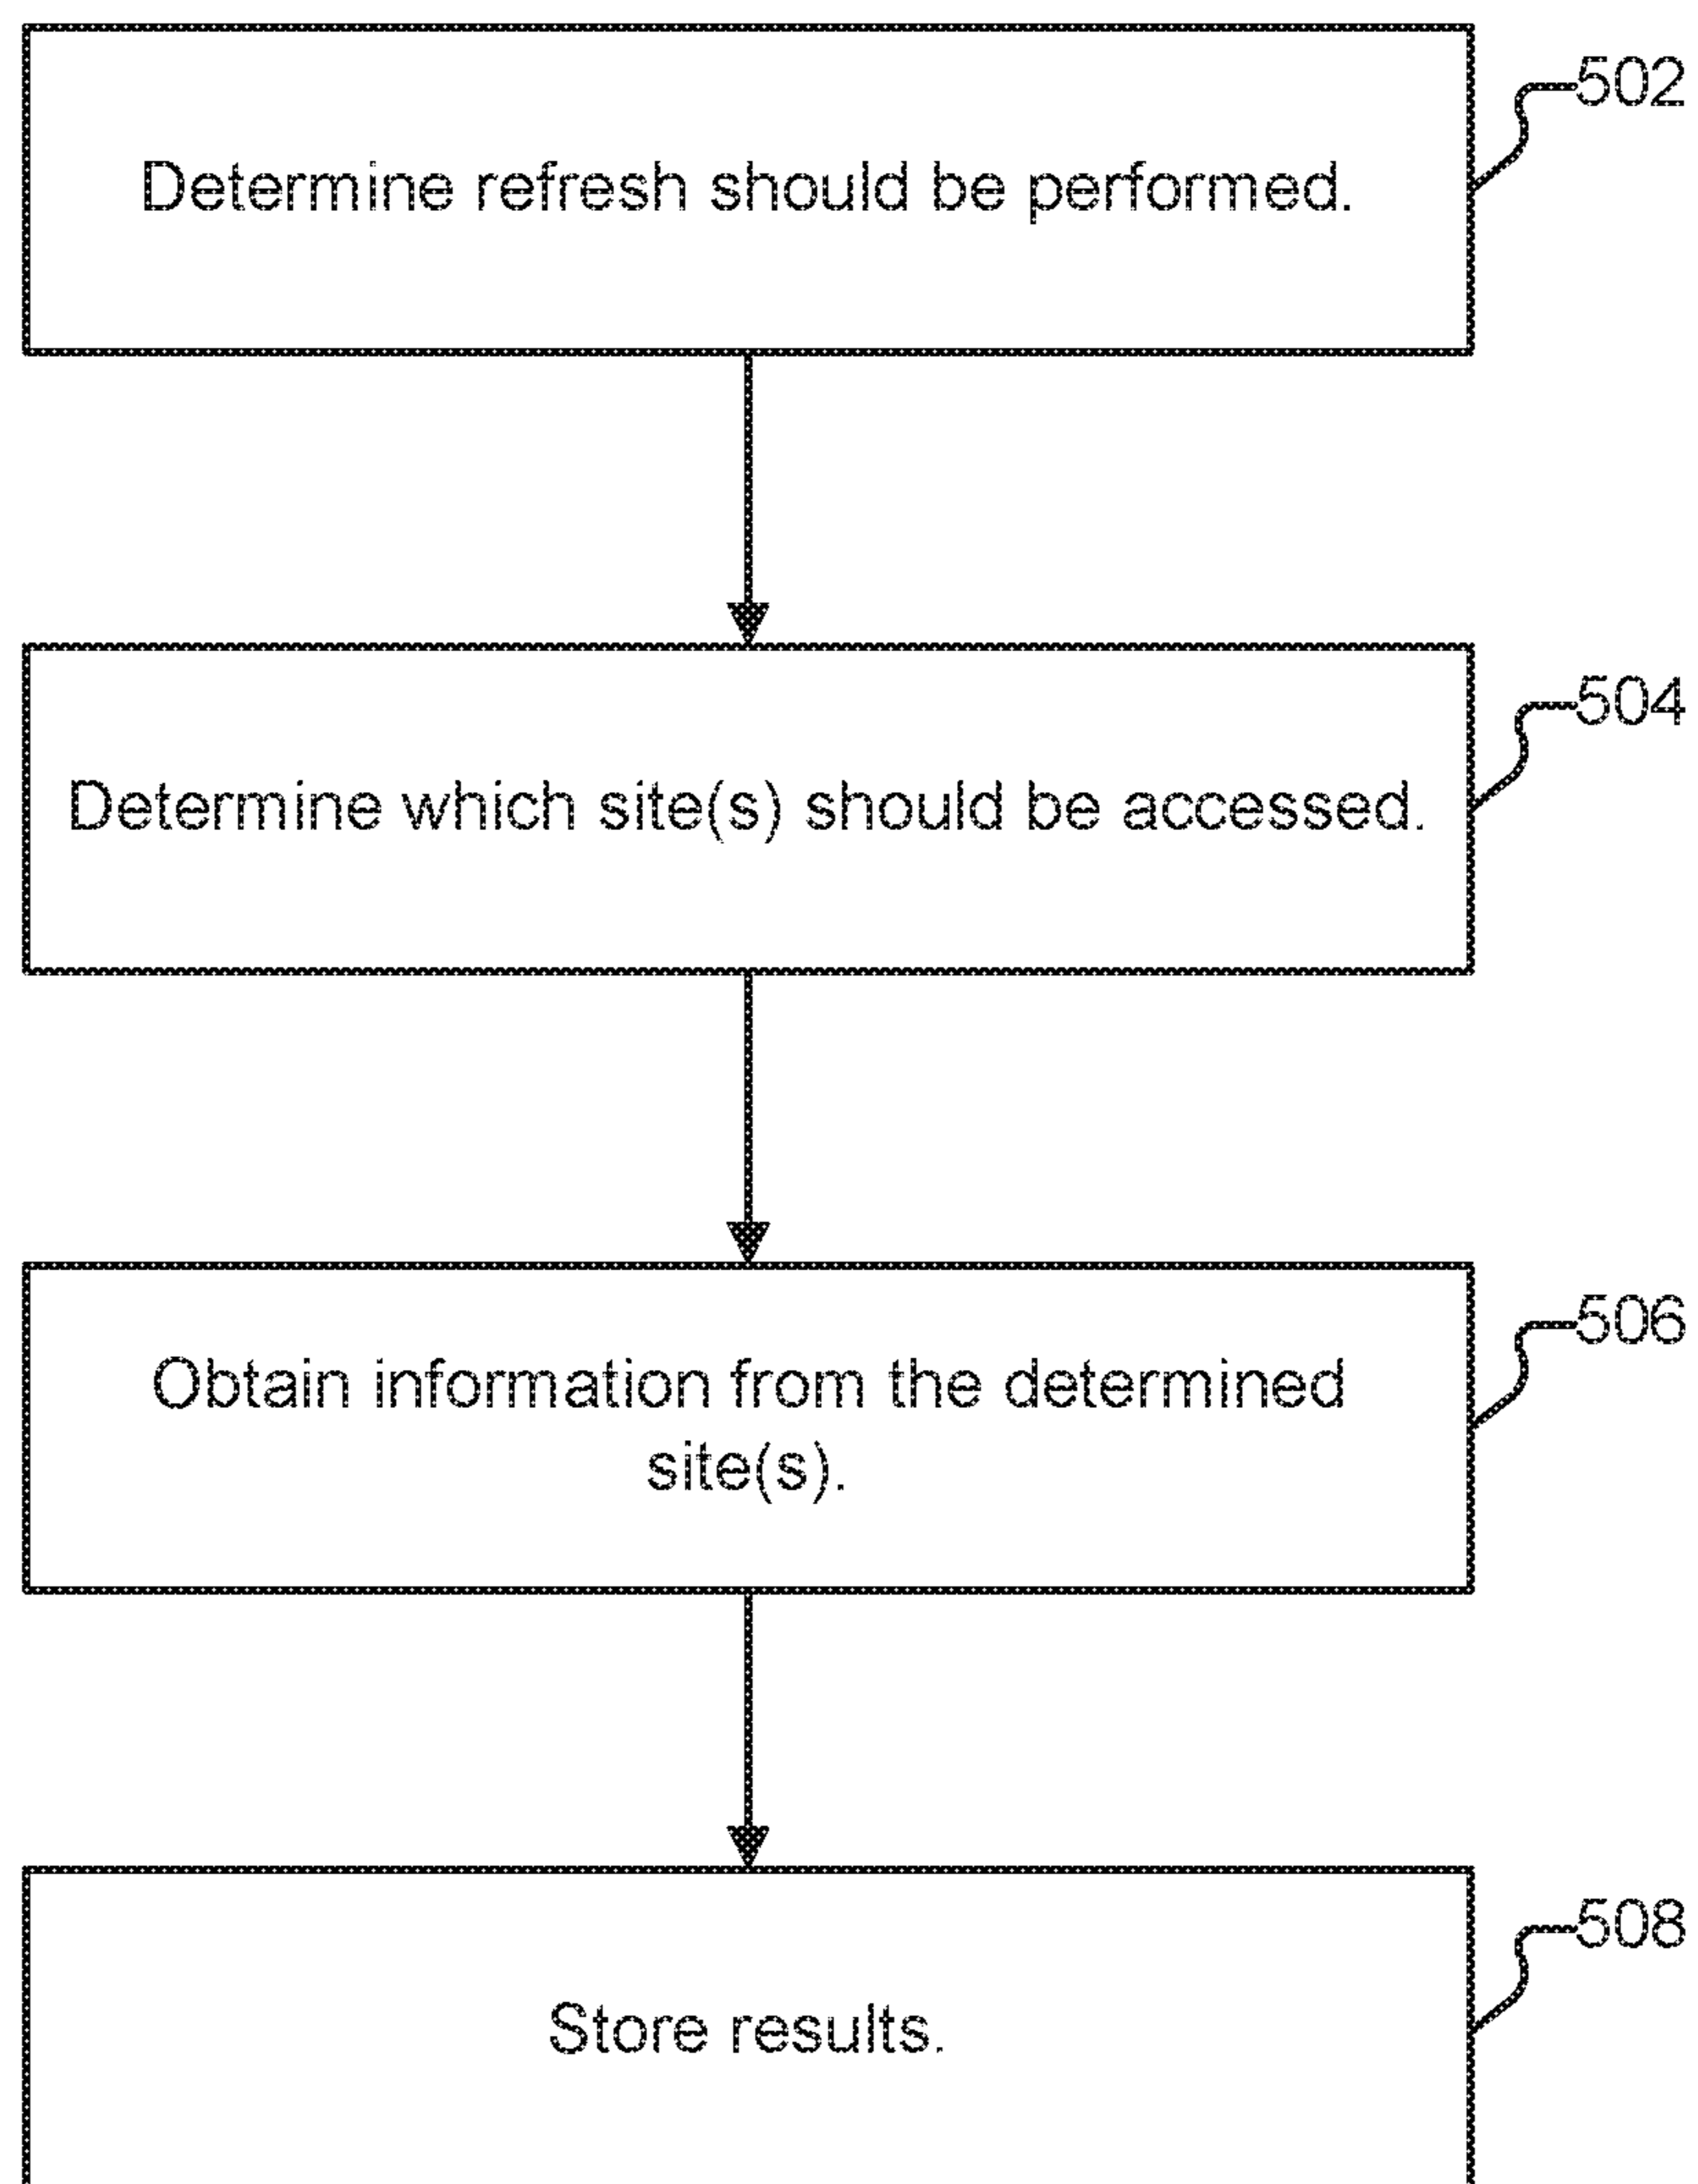 502
Determine refresh should be performed.
504
Determine which site(s) should be accessed.
506
Obtain information from the determined
site(s).
508
Store results.